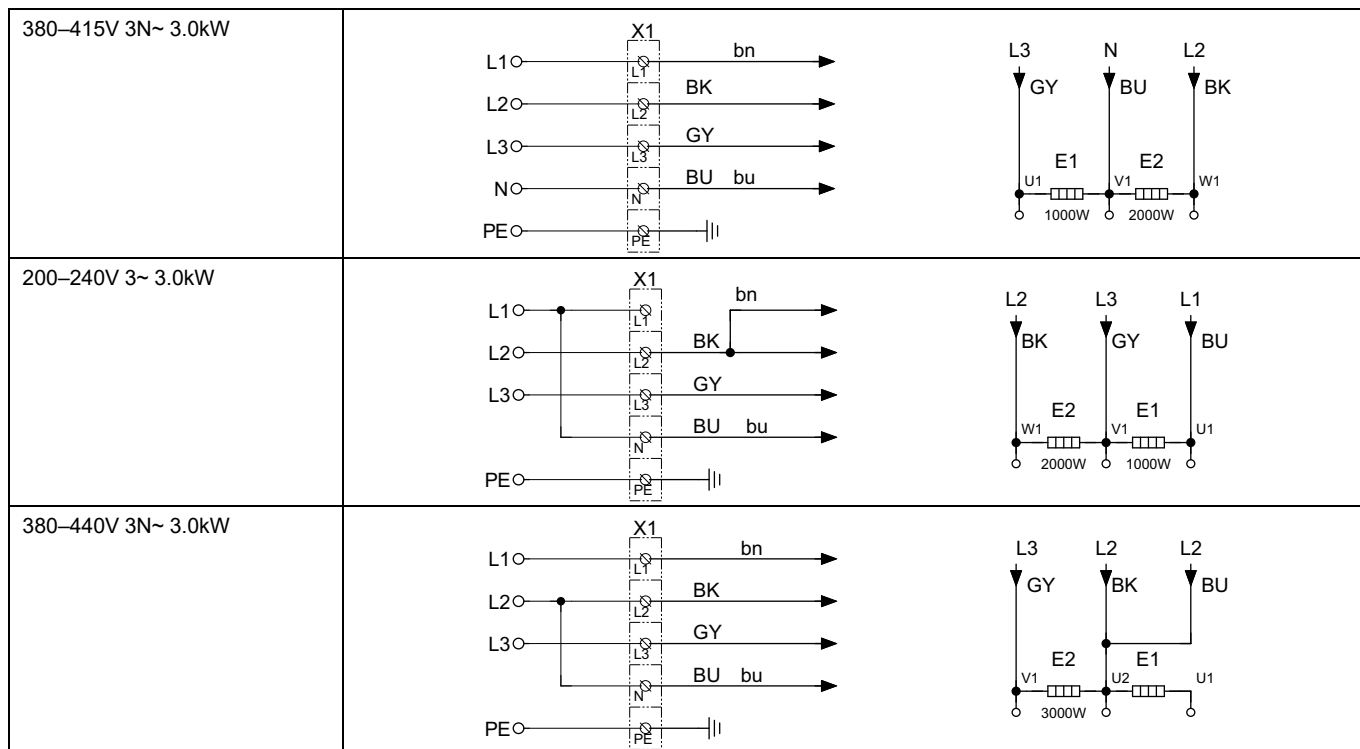 380–415V 3N~ 3.0kW
X1
L1
L1
bn
L2
L2
BK
L3
L3
GY
N
N
BU bu
PE
PE
L3 N L2
GY BU BK
E1 E2
U1 V1 W1
1000W 2000W
200–240V 3~ 3.0kW
X1
L1
L1
bn
L2
L2
BK
L3
L3
GY
N
BU bu
PE
PE
L2 L3 L1
BK GY BU
E2 E1
W1 V1 U1
2000W 1000W
380–440V 3N~ 3.0kW
X1
L1
L1
bn
L2
L2
BK
L3
L3
GY
N
BU bu
PE
PE
L3 L2 L2
GY BK BU
E2 E1
V1 U2 U1
3000W